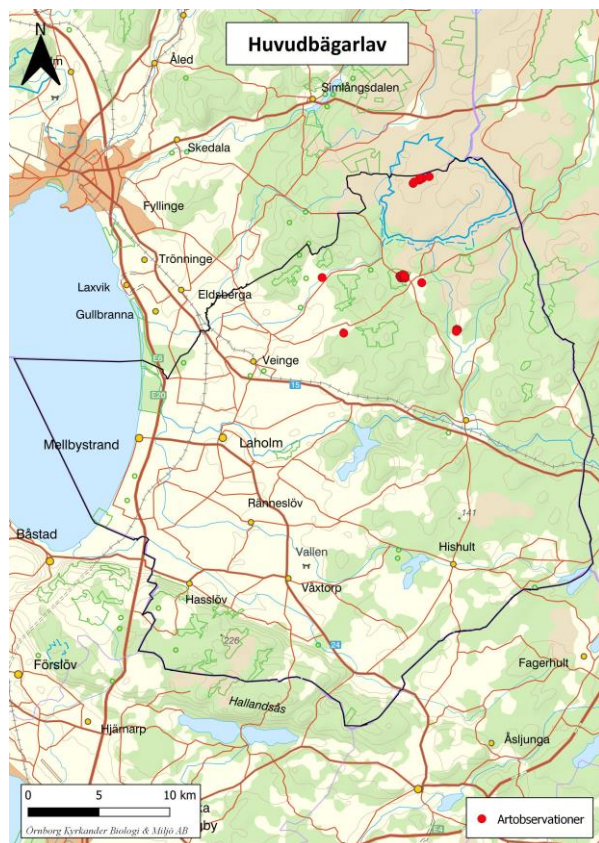 Huvudbägarlav
N
Åled
Simlångsdalen
Skedala
Fyllinge
Trönninge
Laxvik
Eldsberga
Gullbranna
Veinge
E6
E20
15
Mellbystrand
Laholm
Ränneslöv
141
Båstad
Vallen
Hishult
Hasslöv
Våxtorp
226
24
Förslöv
Fagerhult
Hallandsås
Hjärnarp
Åsljunga
0 5 10 km
Örnborg Kyrkander Biologi & Miljö AB
E4
Artobservationer